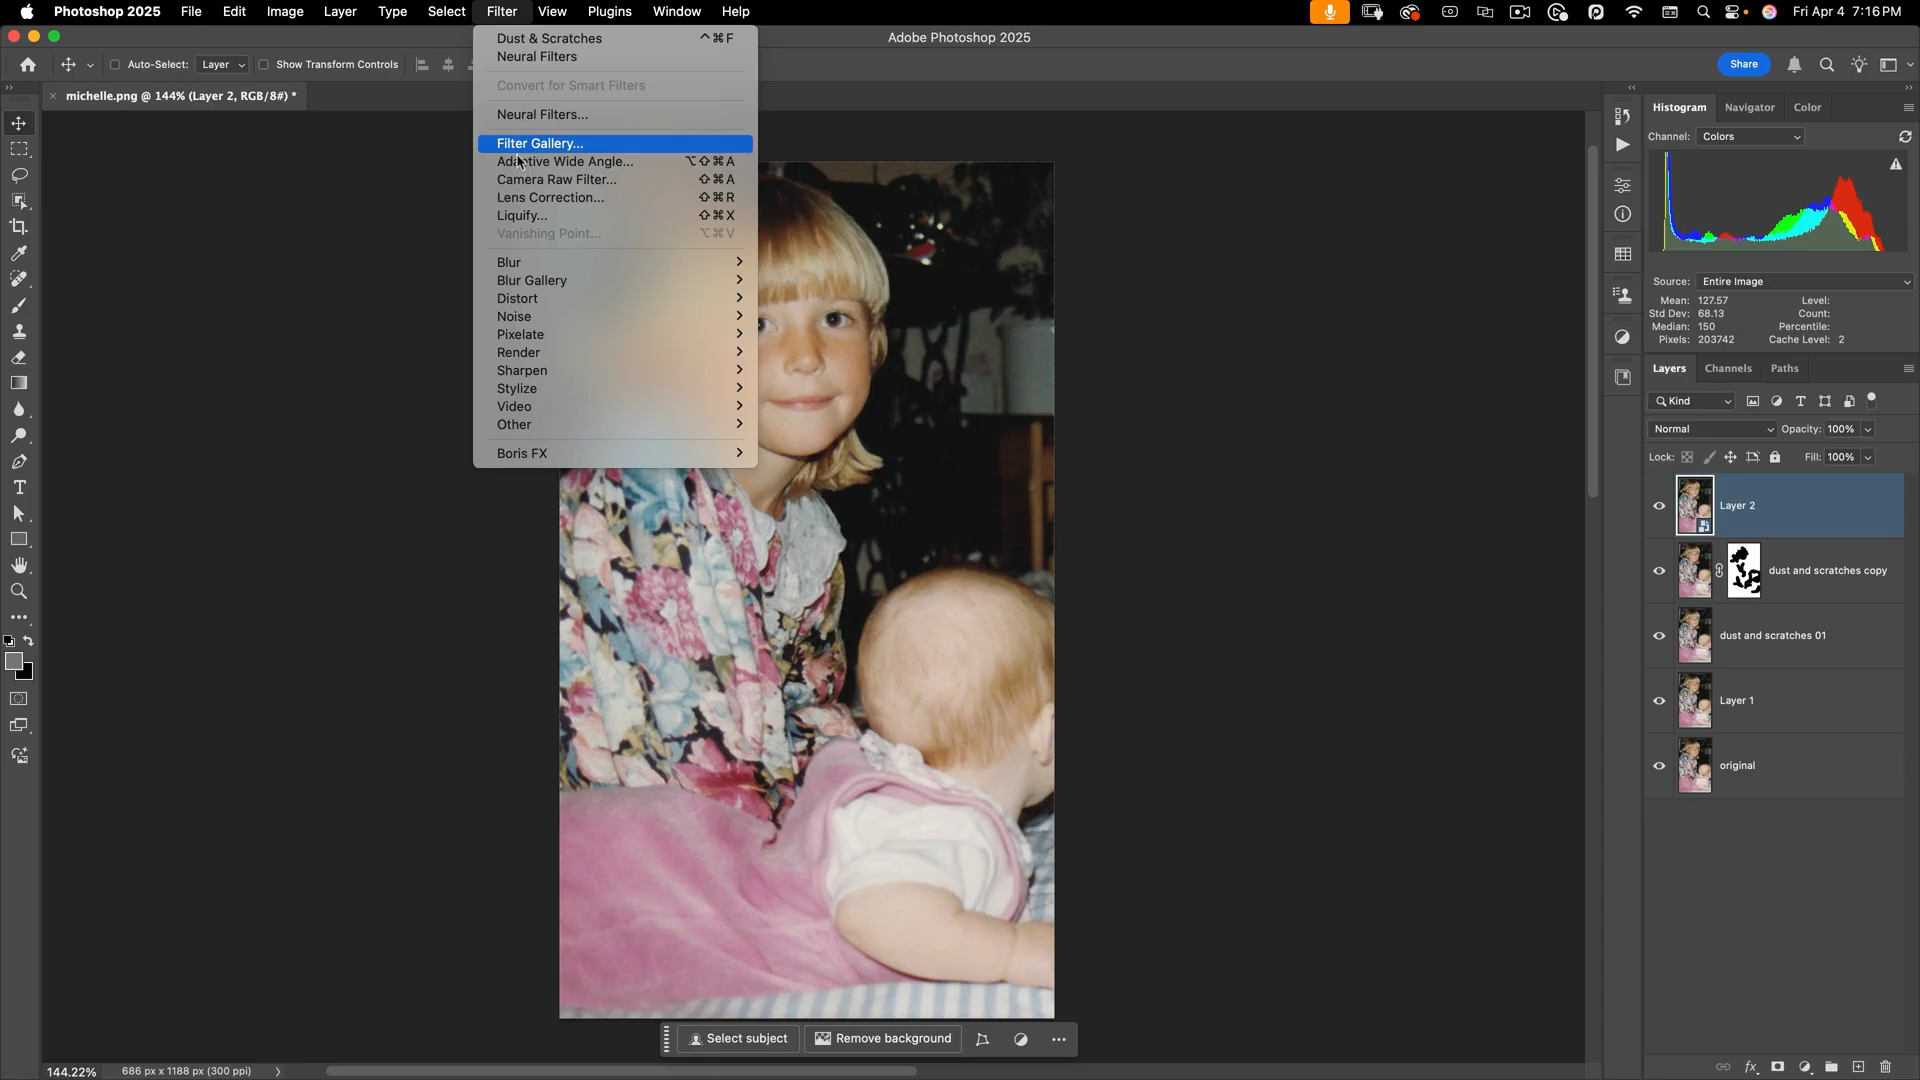 Photoshop 2025 File Edit Image Layer Type Select Filter View Plugins Window Help Fri Apr 4 7:16 PM
Adobe Photoshop 2025
Auto-Select: Layer Show Transform Controls Share
michelle.png @ 144% (Layer 2, RGB/8#) *
Dust & Scratches ⌃⌘F
Neural Filters
Convert for Smart Filters
Neural Filters...
Filter Gallery...
Adaptive Wide Angle... ⌥⇧⌘A
Camera Raw Filter... ⇧⌘A
Lens Correction... ⇧⌘R
Liquify... ⇧⌘X
Vanishing Point... ⌥⌘V
Blur
Blur Gallery
Distort
Noise
Pixelate
Render
Sharpen
Stylize
Video
Other
Boris FX
Histogram Navigator Color
Channel: Colors
Source: Entire Image
Mean: 127.57 Level:
Std Dev: 68.13 Count:
Median: 150 Percentile:
Pixels: 203742 Cache Level: 2
Layers Channels Paths
Kind
Normal Opacity: 100%
Lock: Fill: 100%
Layer 2
dust and scratches copy
dust and scratches 01
Layer 1
original
Select subject Remove background
144.22% 686 px x 1188 px (300 ppi)